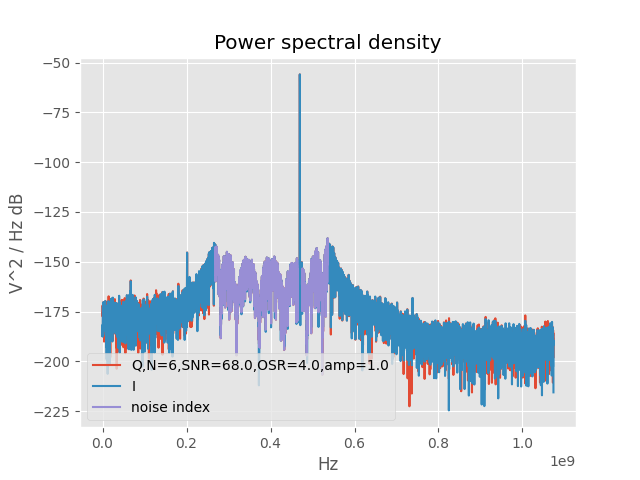 Power spectral density
V^2 / Hz dB
−50
−75
−100
−125
−150
−175
−200
−225
Q,N=6,SNR=68.0,OSR=4.0,amp=1.0
I
noise index
0.0 0.2 0.4 0.6 0.8 1.0
1e9
Hz